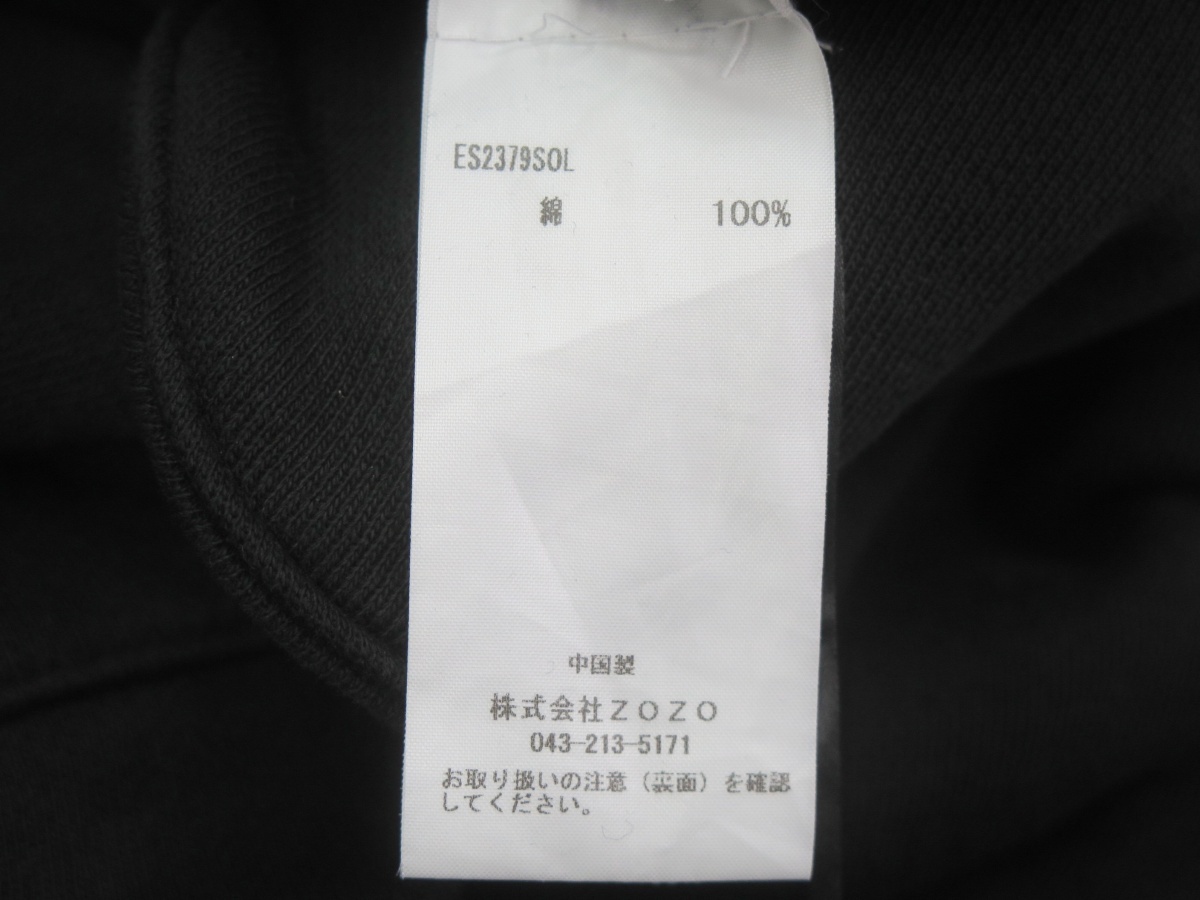 ES2379SOL
綿 100%
中国製
株式会社ZOZO
043-213-5171
お取り扱いの注意（裏面）を確認
してください。